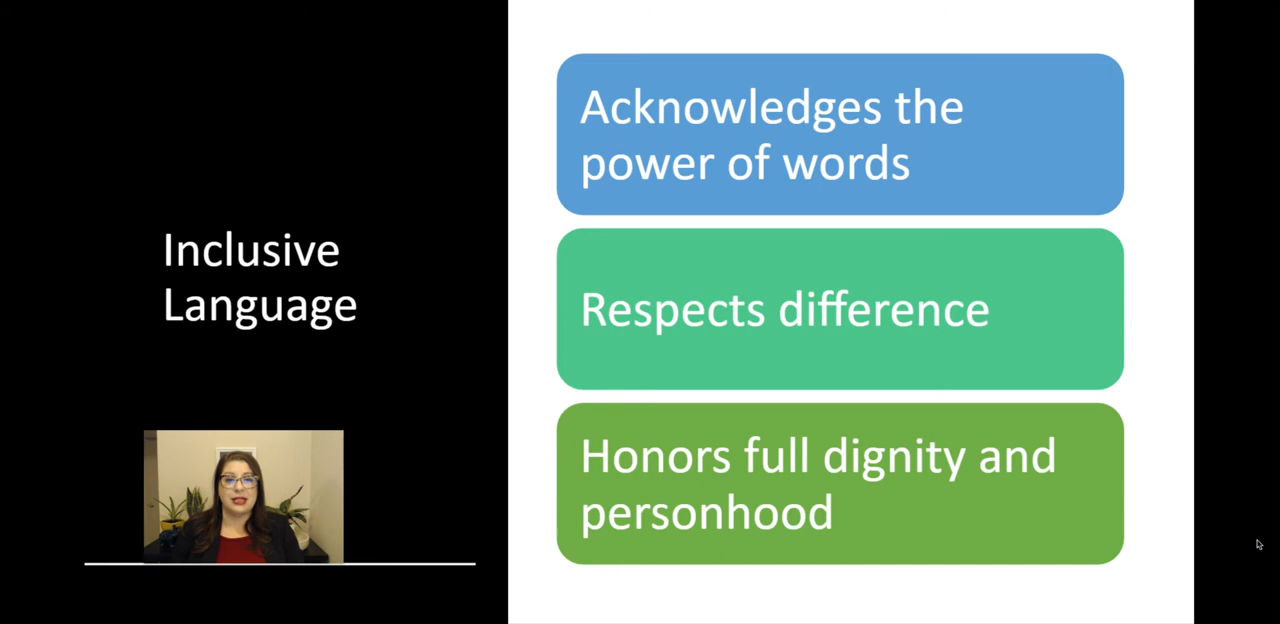 Inclusive
Language
Acknowledges the
power of words
Respects difference
Honors full dignity and
personhood